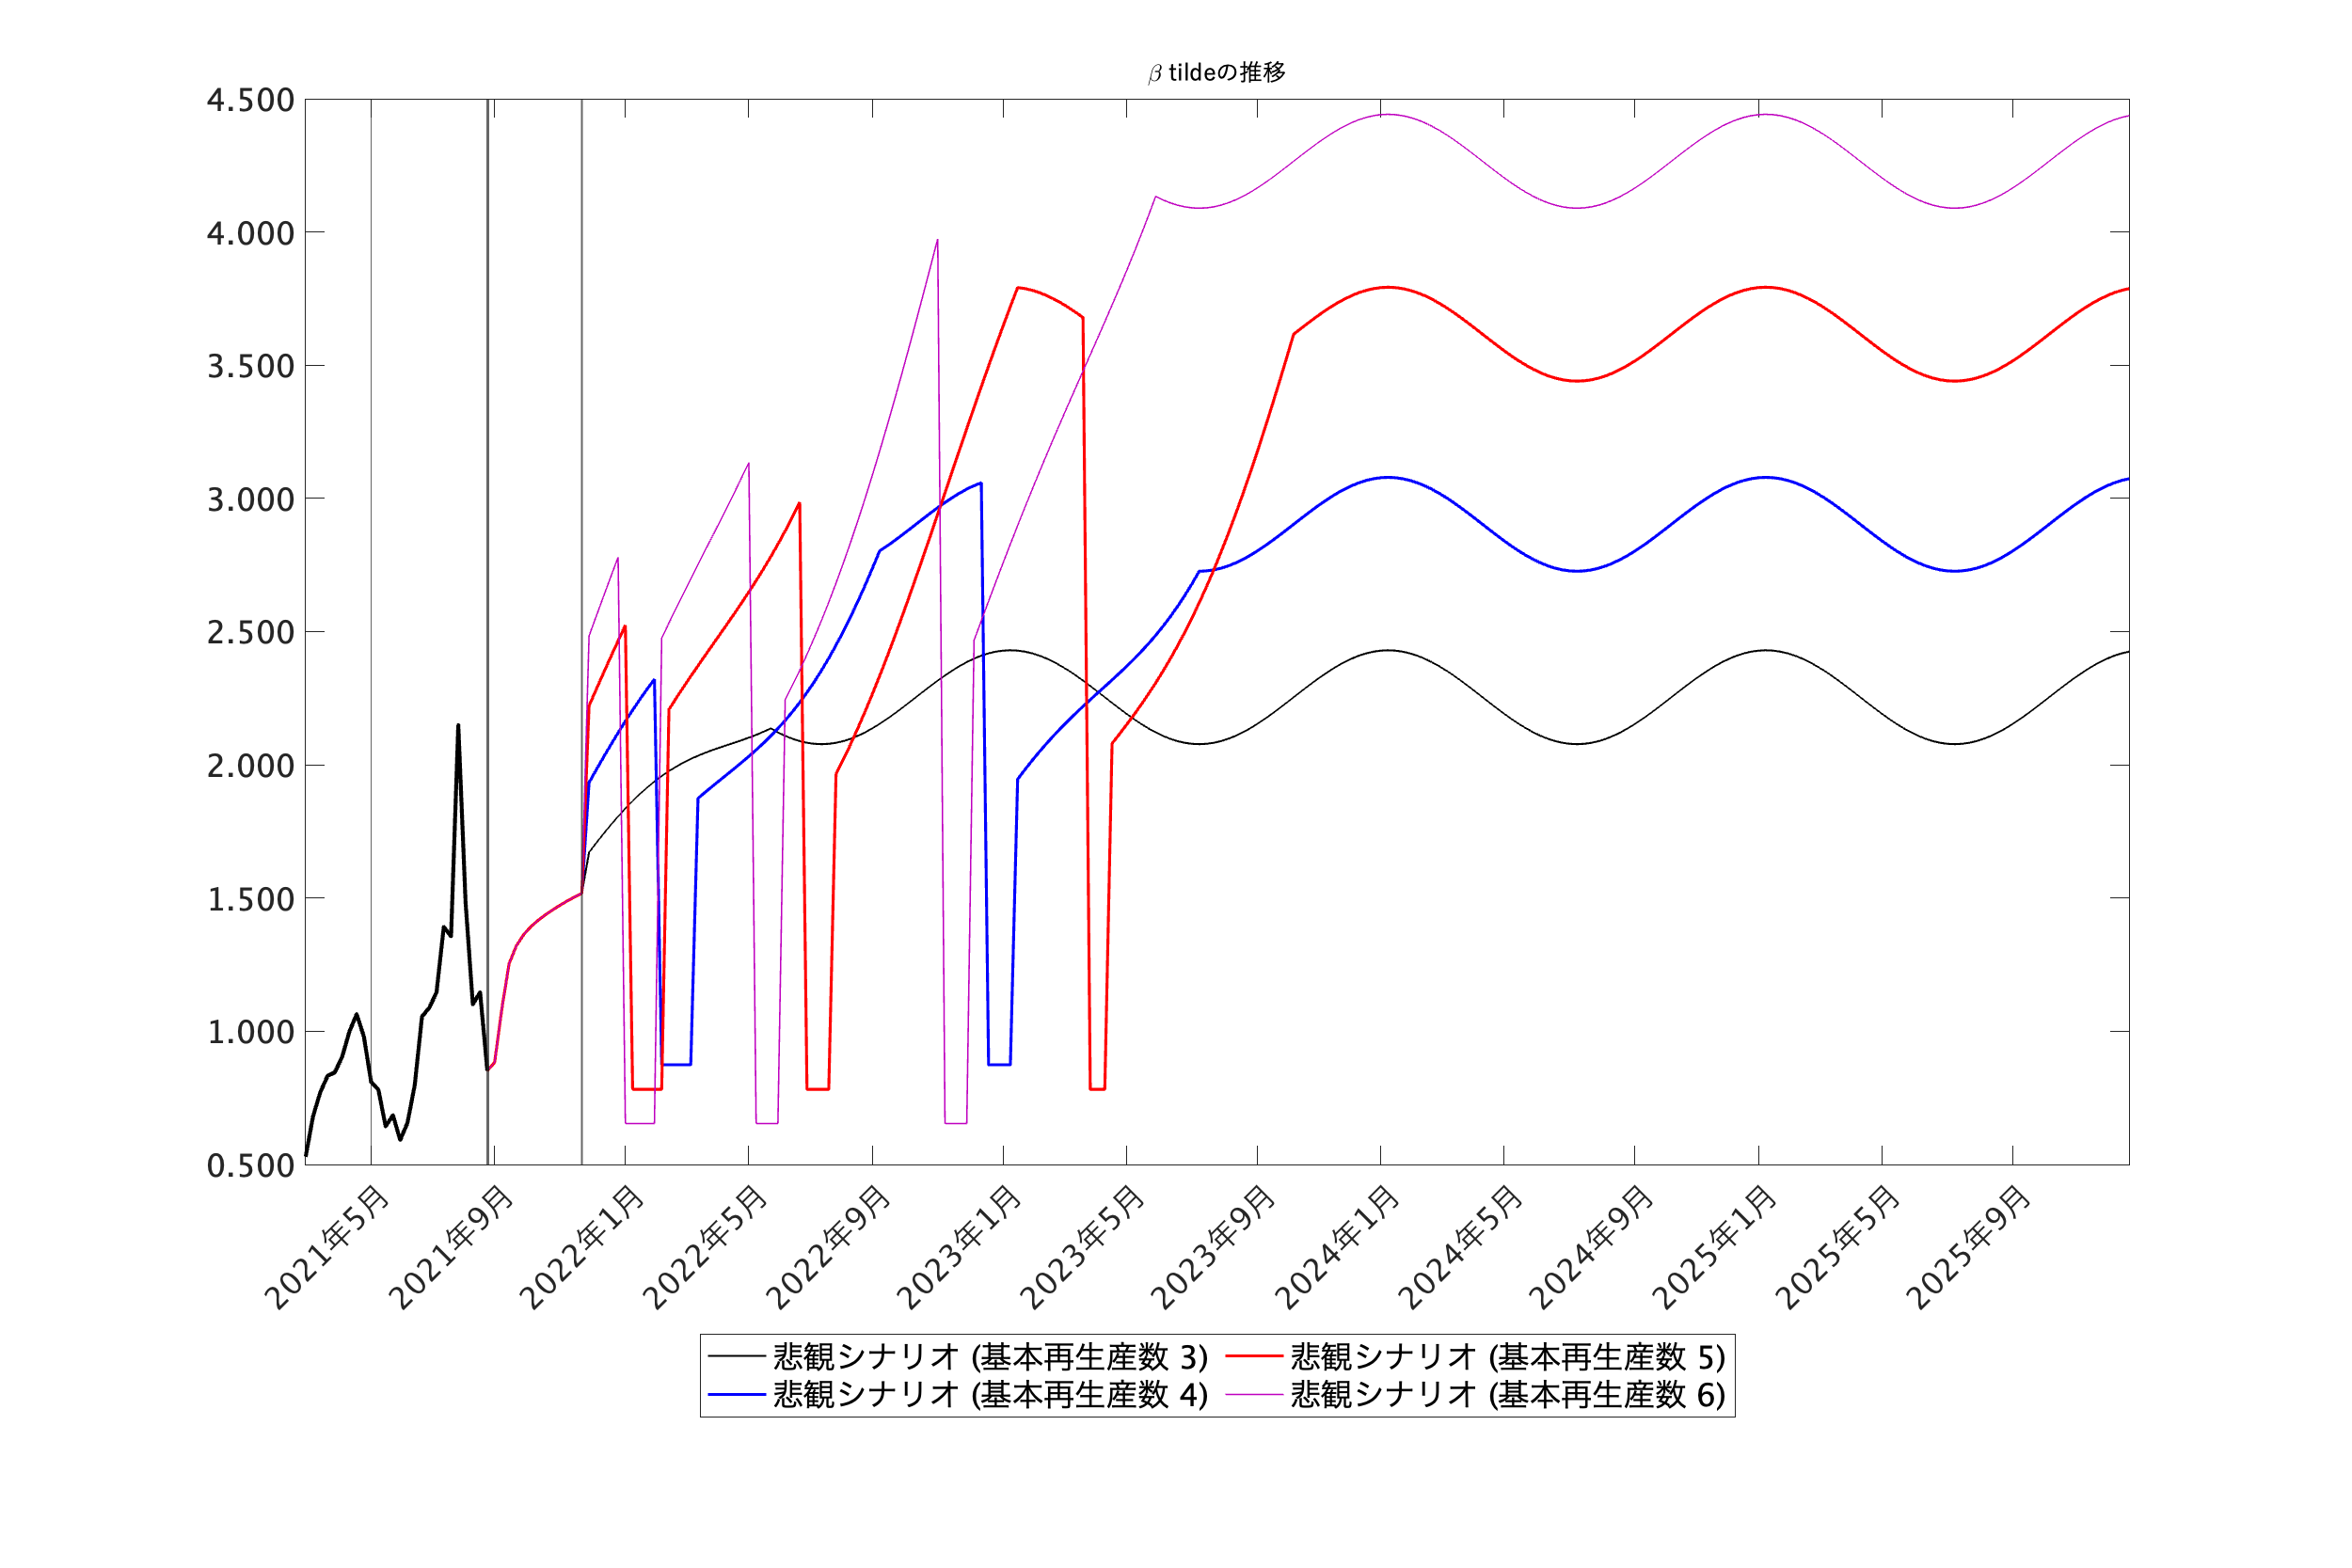 β tildeの推移
4.500
4.000
3.500
3.000
2.500
2.000
1.500
1.000
0.500
2021年5月
2021年9月
2022年1月
2022年5月
2022年9月
2023年1月
2023年5月
2023年9月
2024年1月
2024年5月
2024年9月
2025年1月
2025年5月
2025年9月
悲観シナリオ (基本再生産数 3)
悲観シナリオ (基本再生産数 5)
悲観シナリオ (基本再生産数 4)
悲観シナリオ (基本再生産数 6)